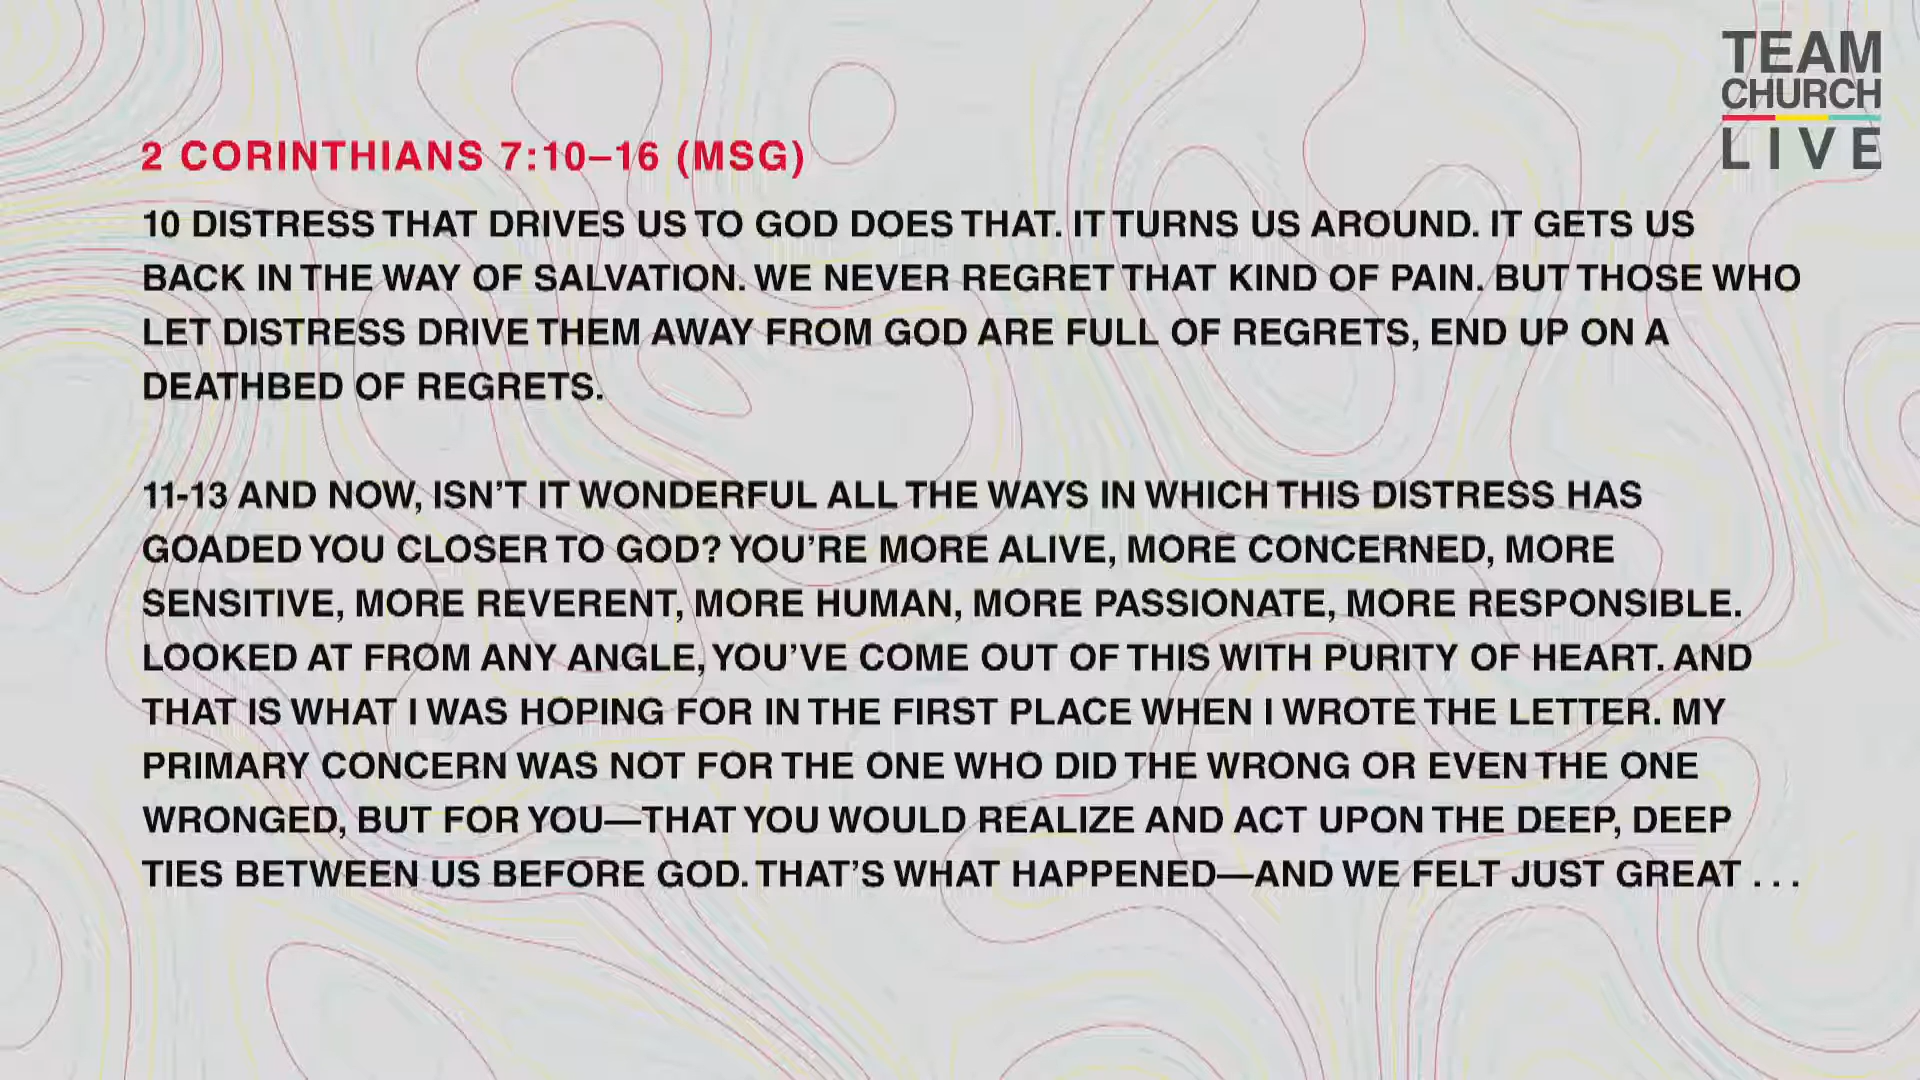 TEAM
CHURCH
LIVE
2 CORINTHIANS 7:10–16 (MSG)
10 DISTRESS THAT DRIVES US TO GOD DOES THAT. IT TURNS US AROUND. IT GETS US
BACK IN THE WAY OF SALVATION. WE NEVER REGRET THAT KIND OF PAIN. BUT THOSE WHO
LET DISTRESS DRIVE THEM AWAY FROM GOD ARE FULL OF REGRETS, END UP ON A
DEATHBED OF REGRETS.
11-13 AND NOW, ISN’T IT WONDERFUL ALL THE WAYS IN WHICH THIS DISTRESS HAS
GOADED YOU CLOSER TO GOD? YOU’RE MORE ALIVE, MORE CONCERNED, MORE
SENSITIVE, MORE REVERENT, MORE HUMAN, MORE PASSIONATE, MORE RESPONSIBLE.
LOOKED AT FROM ANY ANGLE, YOU’VE COME OUT OF THIS WITH PURITY OF HEART. AND
THAT IS WHAT I WAS HOPING FOR IN THE FIRST PLACE WHEN I WROTE THE LETTER. MY
PRIMARY CONCERN WAS NOT FOR THE ONE WHO DID THE WRONG OR EVEN THE ONE
WRONGED, BUT FOR YOU—THAT YOU WOULD REALIZE AND ACT UPON THE DEEP, DEEP
TIES BETWEEN US BEFORE GOD. THAT’S WHAT HAPPENED—AND WE FELT JUST GREAT . . .